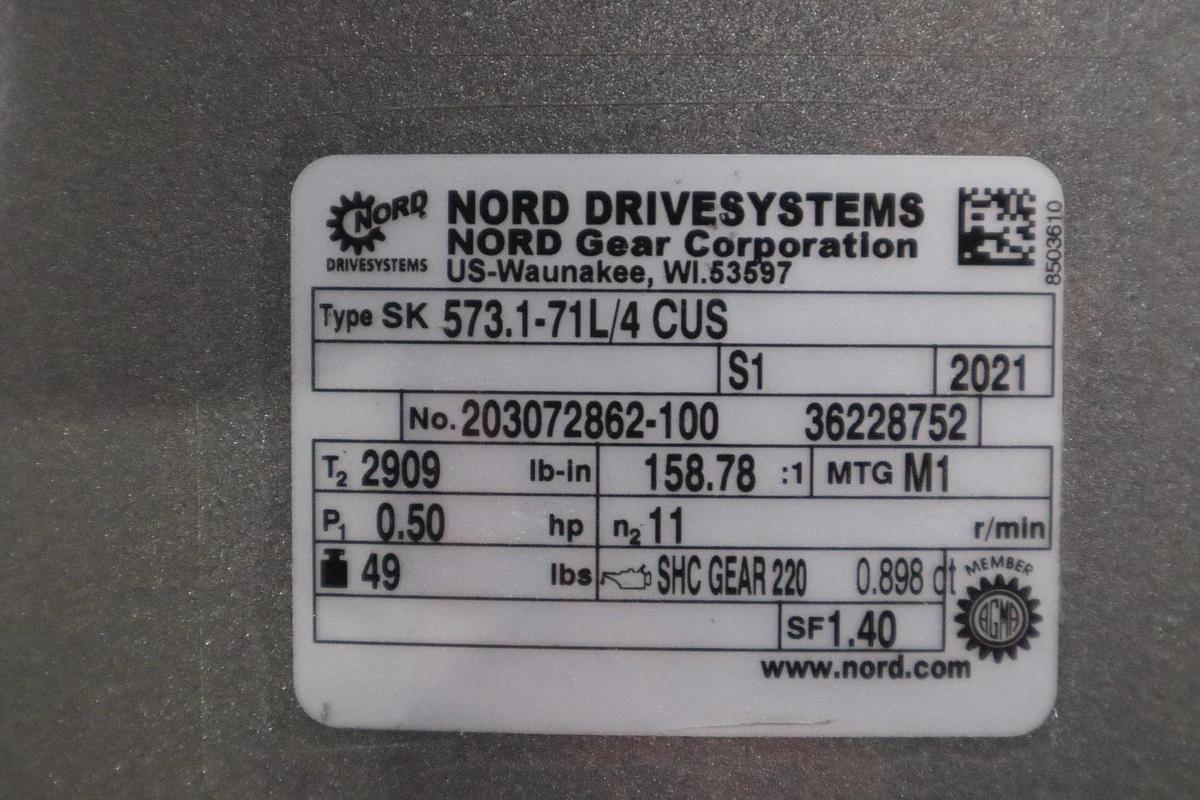 NORD
DRIVESYSTEMS
NORD DRIVESYSTEMS
NORD Gear Corporation
US-Waunakee, WI.53597
8503610
Type SK 573.1-71L/4 CUS
S1 2021
No. 203072862-100 36228752
T2 2909 lb-in 158.78 :1 MTG M1
P1 0.50 hp n2 11 r/min
49 lbs SHC GEAR 220 0.898 qt
MEMBER
AGMA
SF 1.40
www.nord.com